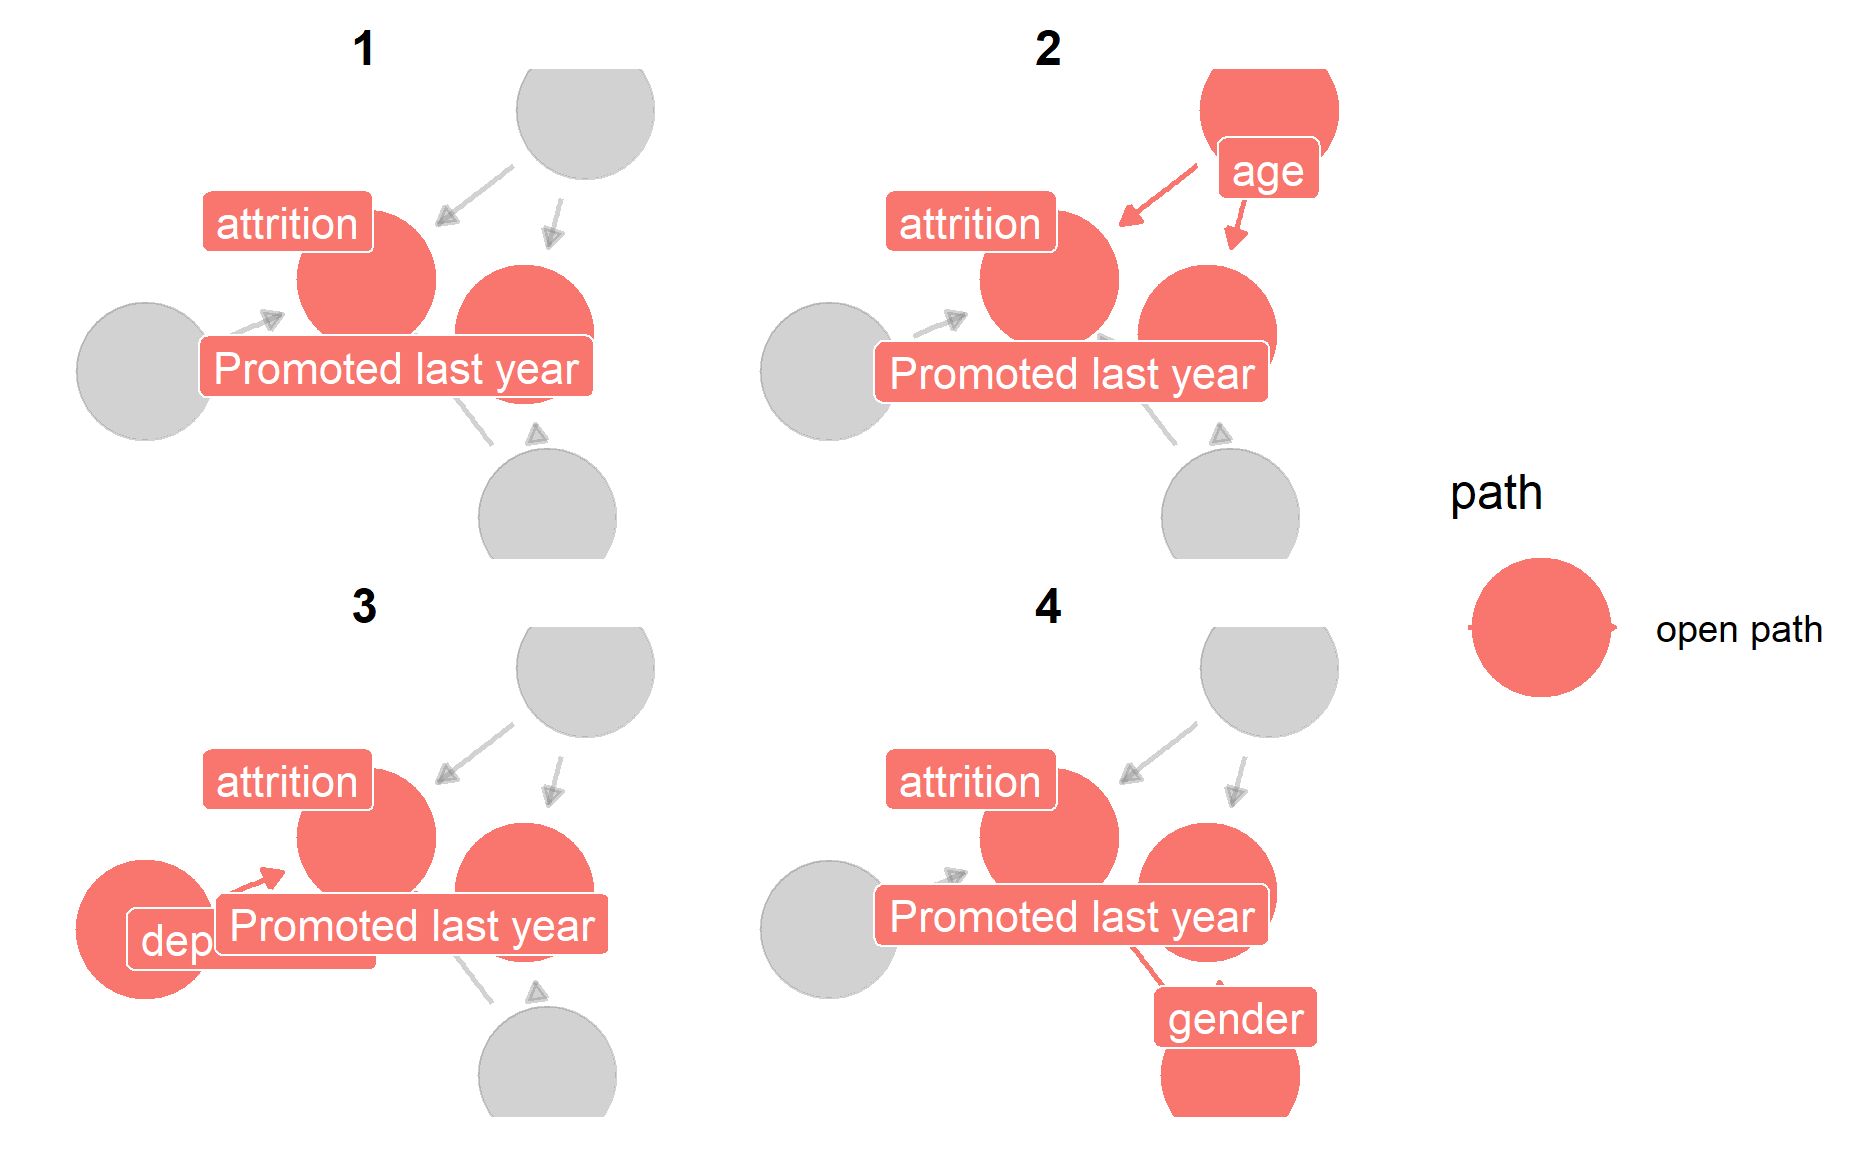 1
attrition
Promoted last year
2
age
attrition
Promoted last year
3
attrition
dep
Promoted last year
4
attrition
Promoted last year
gender
path
open path